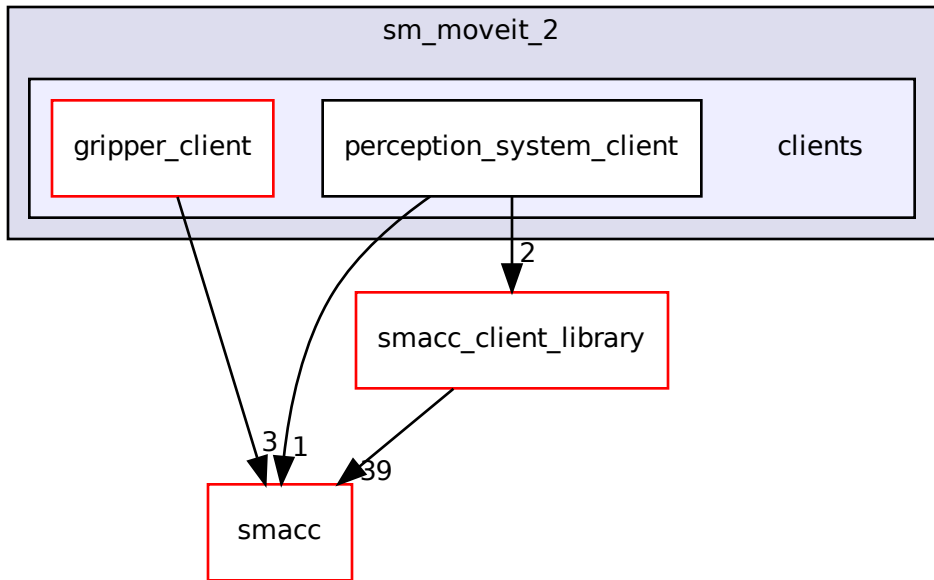 sm_moveit_2
gripper_client
perception_system_client
clients
2
smacc_client_library
3
1
39
smacc